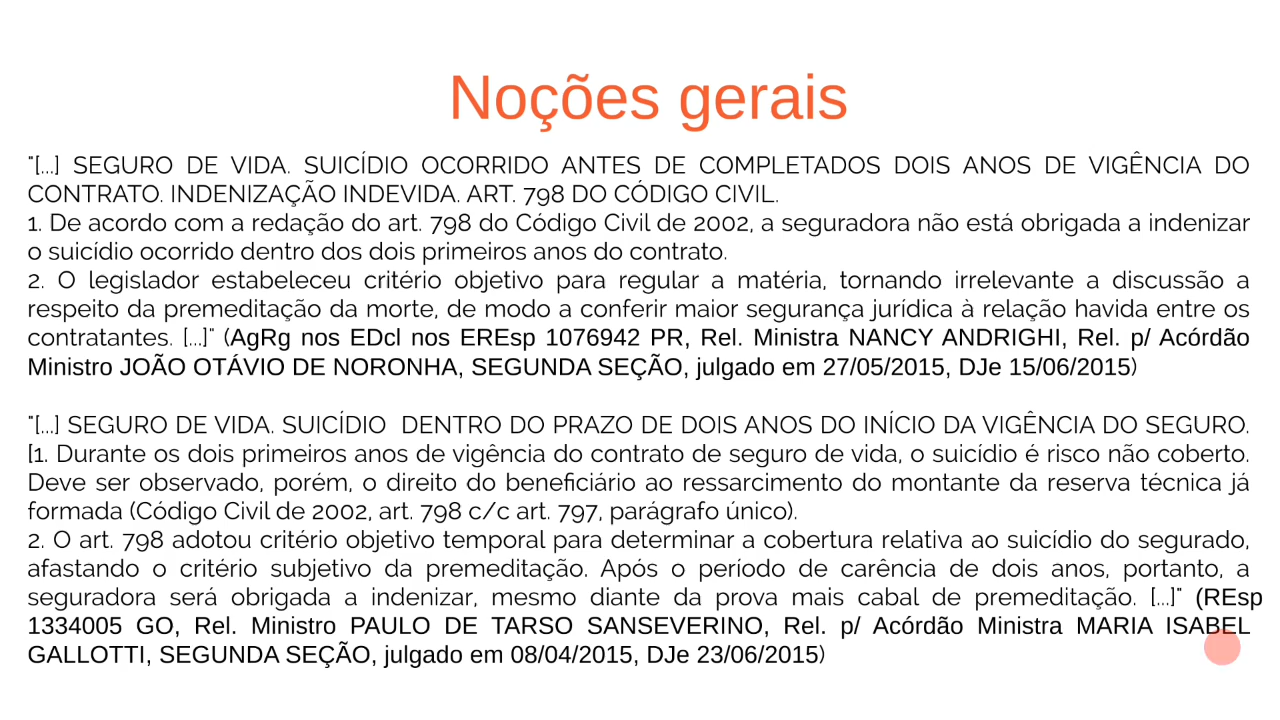 Noções gerais
"[...] SEGURO DE VIDA. SUICÍDIO OCORRIDO ANTES DE COMPLETADOS DOIS ANOS DE VIGÊNCIA DO
CONTRATO. INDENIZAÇÃO INDEVIDA. ART. 798 DO CÓDIGO CIVIL.
1. De acordo com a redação do art. 798 do Código Civil de 2002, a seguradora não está obrigada a indenizar
o suicídio ocorrido dentro dos dois primeiros anos do contrato.
2. O legislador estabeleceu critério objetivo para regular a matéria, tornando irrelevante a discussão a
respeito da premeditação da morte, de modo a conferir maior segurança jurídica à relação havida entre os
contratantes. [...]" (AgRg nos EDcl nos EREsp 1076942 PR, Rel. Ministra NANCY ANDRIGHI, Rel. p/ Acórdão
Ministro JOÃO OTÁVIO DE NORONHA, SEGUNDA SEÇÃO, julgado em 27/05/2015, DJe 15/06/2015)
"[...] SEGURO DE VIDA. SUICÍDIO DENTRO DO PRAZO DE DOIS ANOS DO INÍCIO DA VIGÊNCIA DO SEGURO.
[1. Durante os dois primeiros anos de vigência do contrato de seguro de vida, o suicídio é risco não coberto.
Deve ser observado, porém, o direito do beneficiário ao ressarcimento do montante da reserva técnica já
formada (Código Civil de 2002, art. 798 c/c art. 797, parágrafo único).
2. O art. 798 adotou critério objetivo temporal para determinar a cobertura relativa ao suicídio do segurado,
afastando o critério subjetivo da premeditação. Após o período de carência de dois anos, portanto, a
seguradora será obrigada a indenizar, mesmo diante da prova mais cabal de premeditação. [...]" (REsp
1334005 GO, Rel. Ministro PAULO DE TARSO SANSEVERINO, Rel. p/ Acórdão Ministra MARIA ISABEL
GALLOTTI, SEGUNDA SEÇÃO, julgado em 08/04/2015, DJe 23/06/2015)